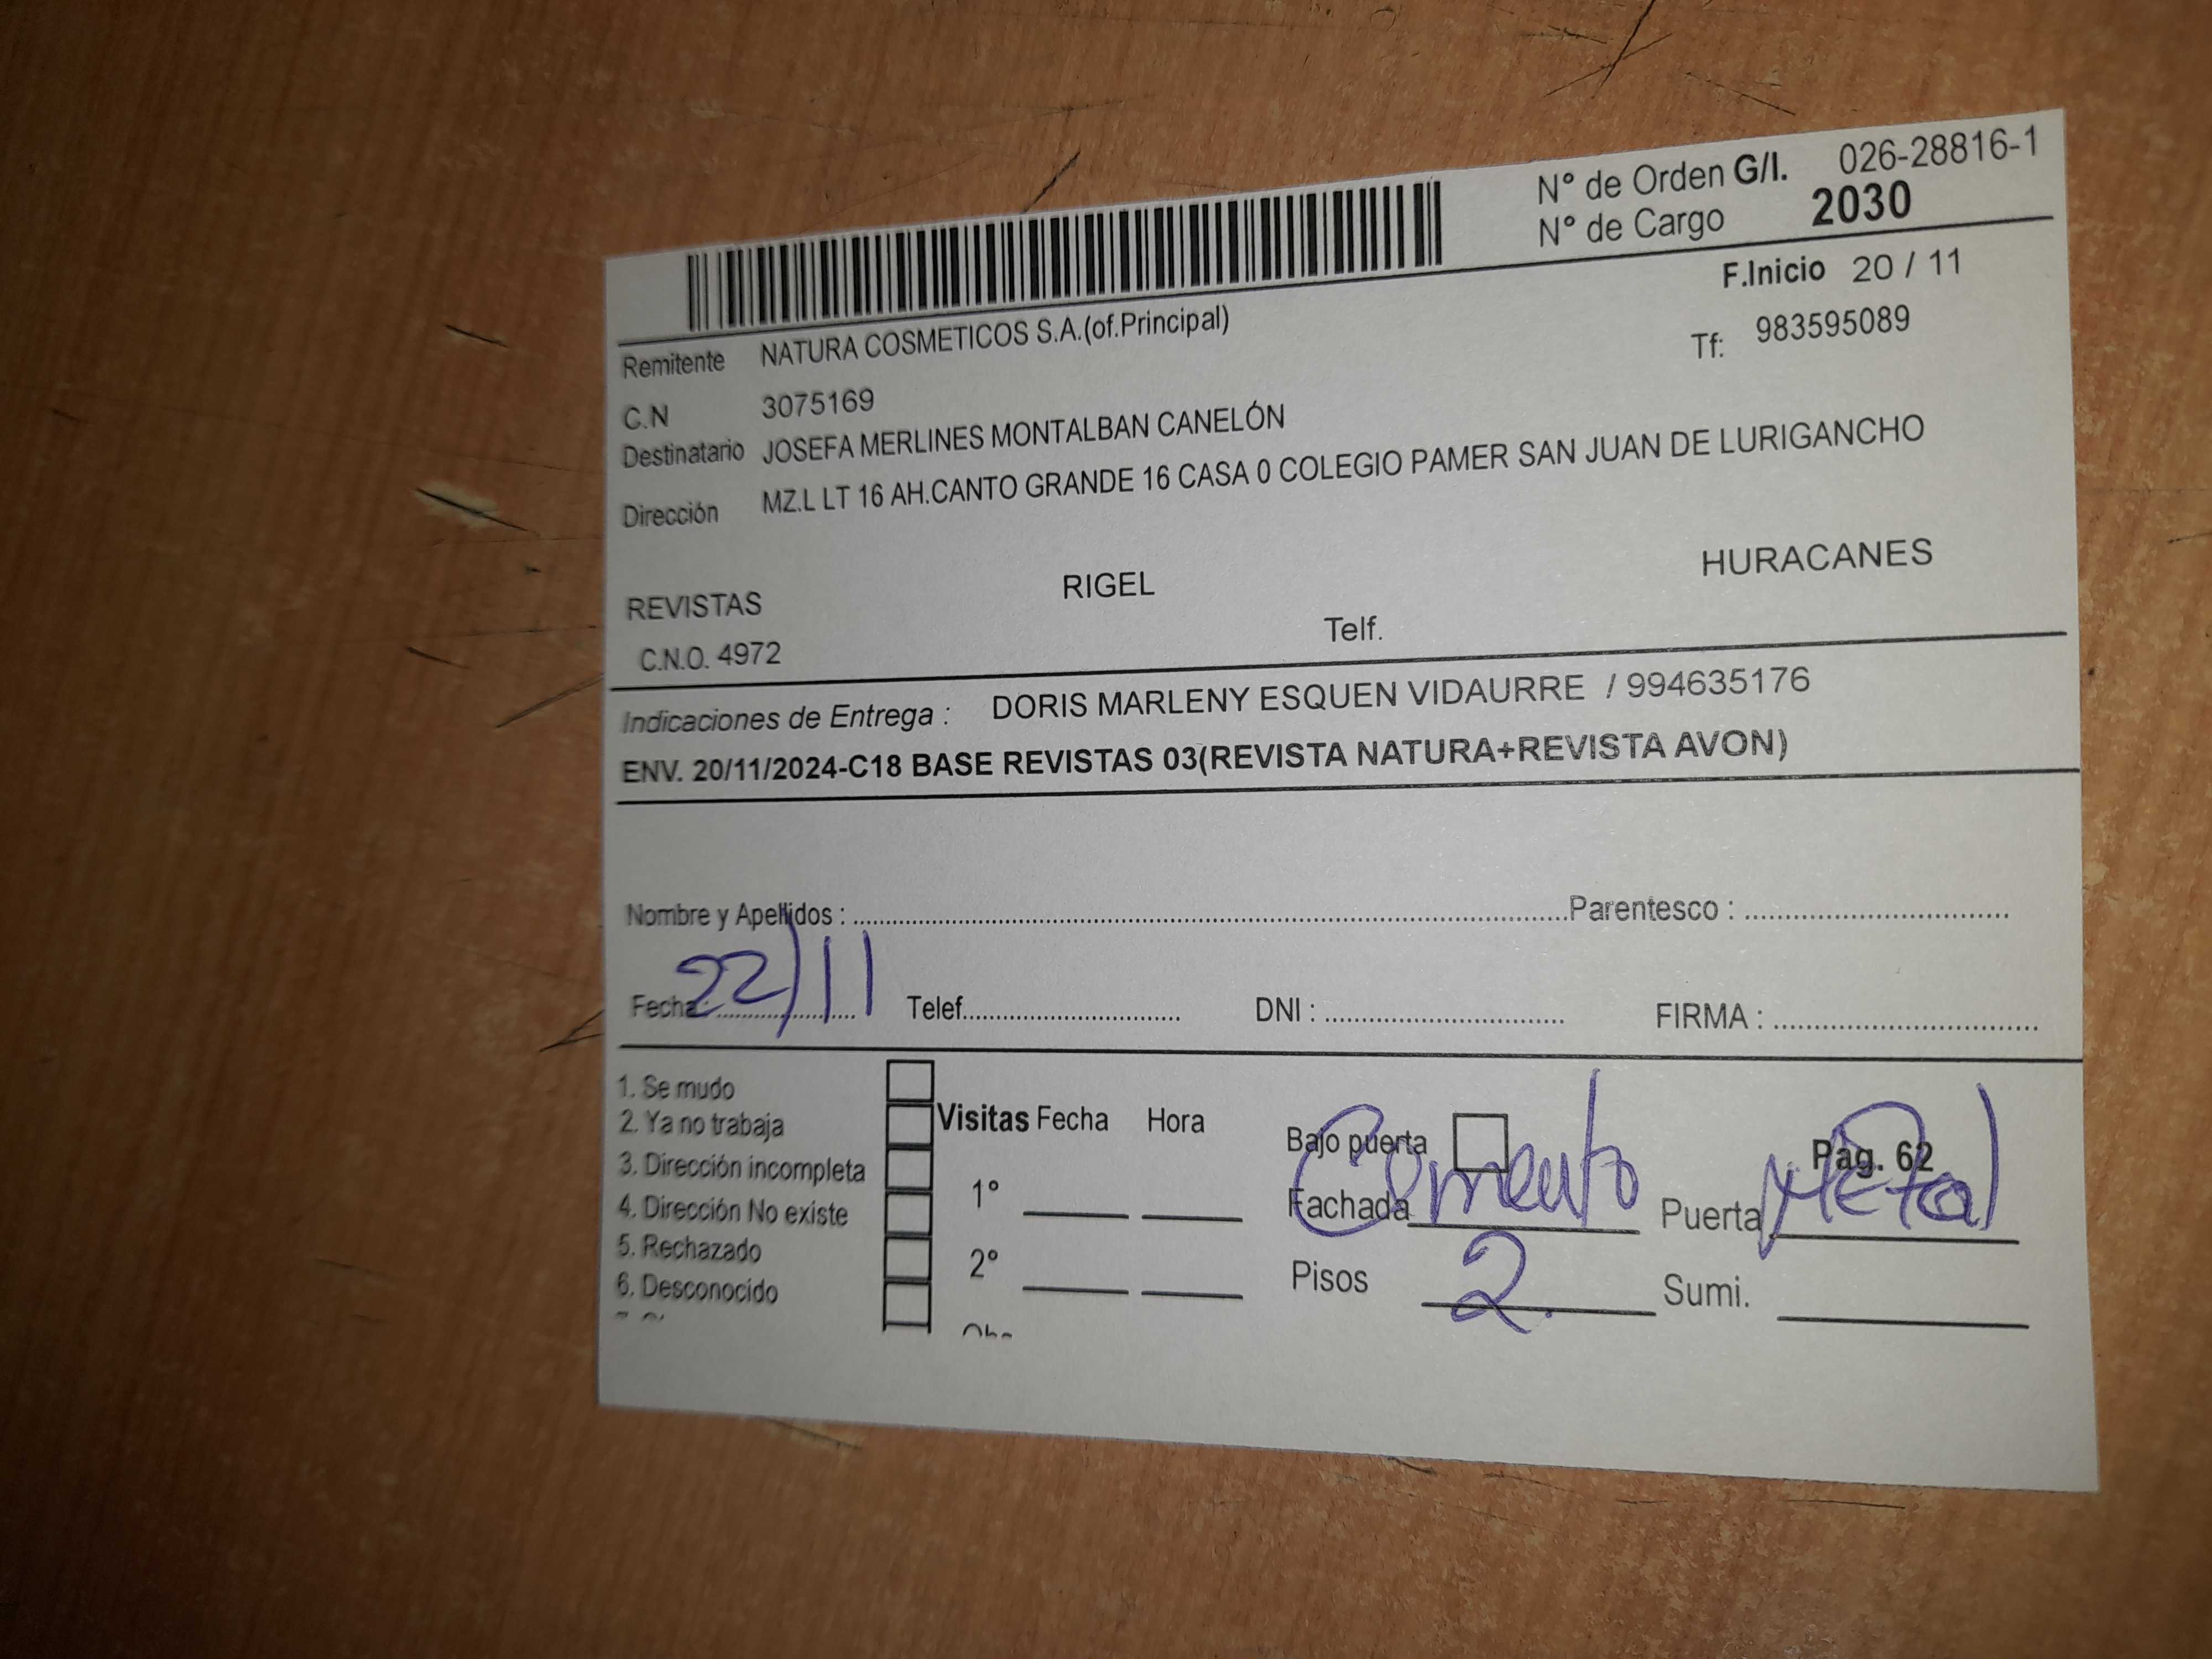 N° de Orden G/I. 026-28816-1
N° de Cargo 2030
F.Inicio 20 / 11
Remitente NATURA COSMETICOS S.A.(of.Principal)
Tf: 983595089
C.N 3075169
Destinatario JOSEFA MERLINES MONTALBAN CANELÓN
Dirección MZ.L LT 16 AH.CANTO GRANDE 16 CASA 0 COLEGIO PAMER SAN JUAN DE LURIGANCHO
REVISTAS RIGEL HURACANES
C.N.O. 4972 Telf.
Indicaciones de Entrega : DORIS MARLENY ESQUEN VIDAURRE / 994635176
ENV. 20/11/2024-C18 BASE REVISTAS 03(REVISTA NATURA+REVISTA AVON)
Nombre y Apellidos : Parentesco :
Fecha: 22/11 Telef. DNI : FIRMA :
1. Se mudo
2. Ya no trabaja
3. Dirección incompleta
4. Dirección No existe
5. Rechazado
6. Desconocido
Visitas Fecha Hora
1°
2°
Bajo puerta Pág. 62
Fachada Cemento Puerta Metal
Pisos 2. Sumi.